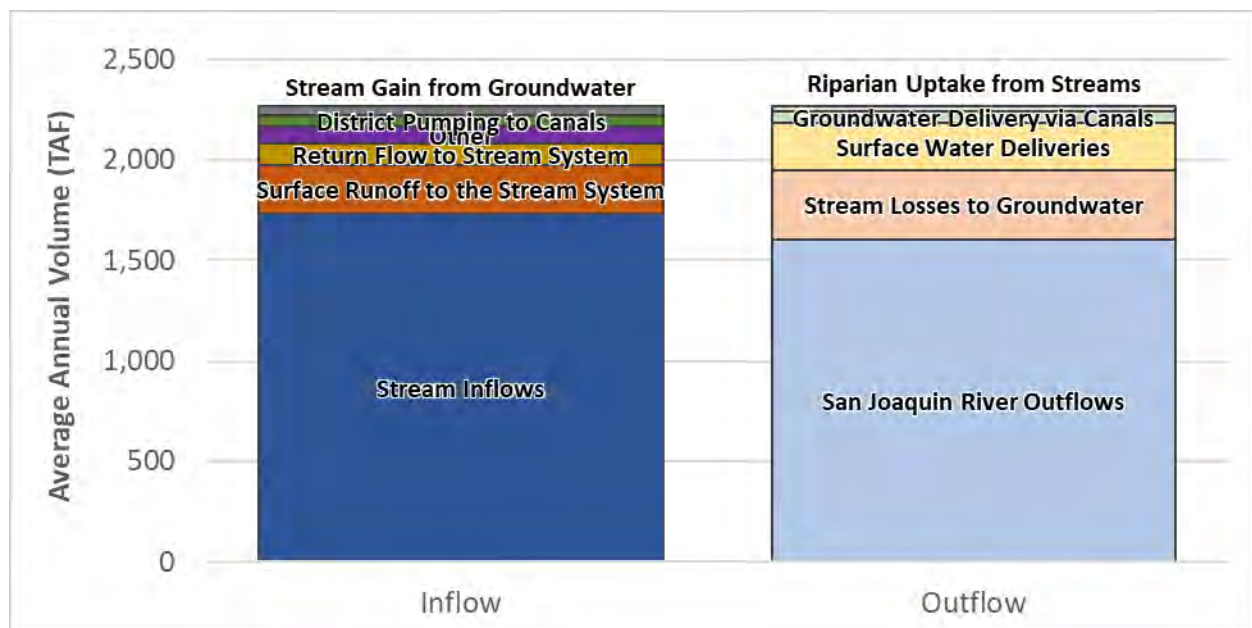 2,500
2,000
1,500
1,000
500
0
Average Annual Volume (TAF)
Stream Gain from Groundwater
District Pumping to Canals
Other
Return Flow to Stream System
Surface Runoff to the Stream System
Stream Inflows
Inflow
Riparian Uptake from Streams
Groundwater Delivery via Canals
Surface Water Deliveries
Stream Losses to Groundwater
San Joaquin River Outflows
Outflow